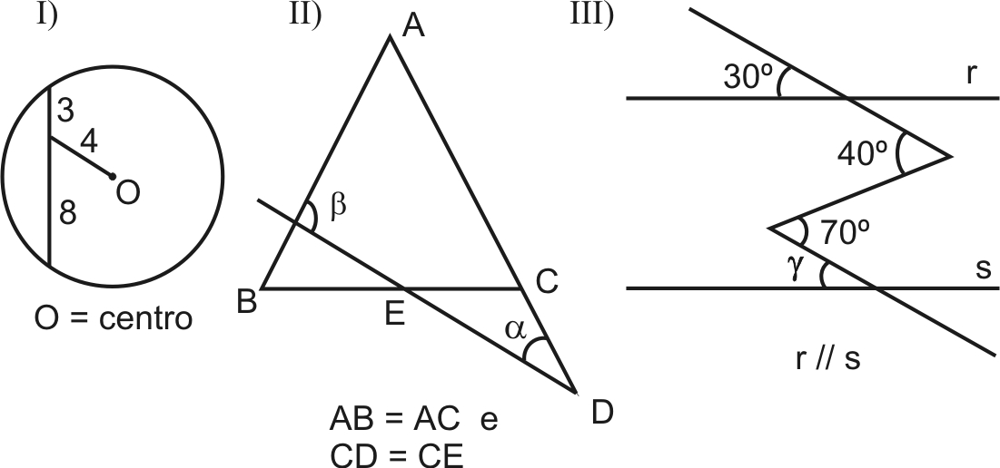 I)
3
4
O
8
O = centro
II)
A
β
B
E
C
α
D
AB = AC e
CD = CE
III)
30º
r
40º
70º
γ
s
r // s